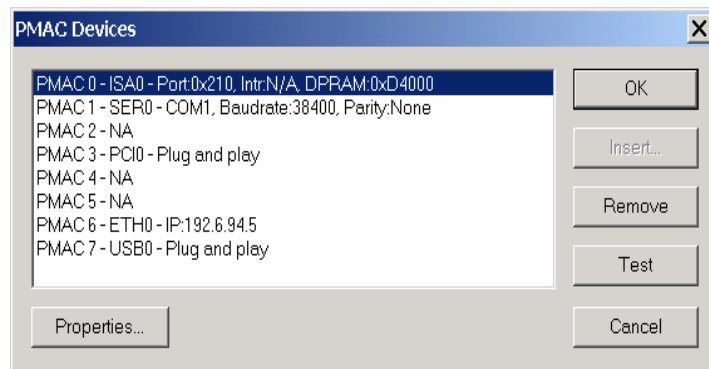 PMAC Devices
PMAC 0 - ISA0 - Port:0x210, Intr:N/A, DPRAM:0xD4000
PMAC 1 - SER0 - COM1, Baudrate:38400, Parity:None
PMAC 2 - NA
PMAC 3 - PCI0 - Plug and play
PMAC 4 - NA
PMAC 5 - NA
PMAC 6 - ETH0 - IP:192.6.94.5
PMAC 7 - USB0 - Plug and play
OK
Insert...
Remove
Test
Properties...
Cancel